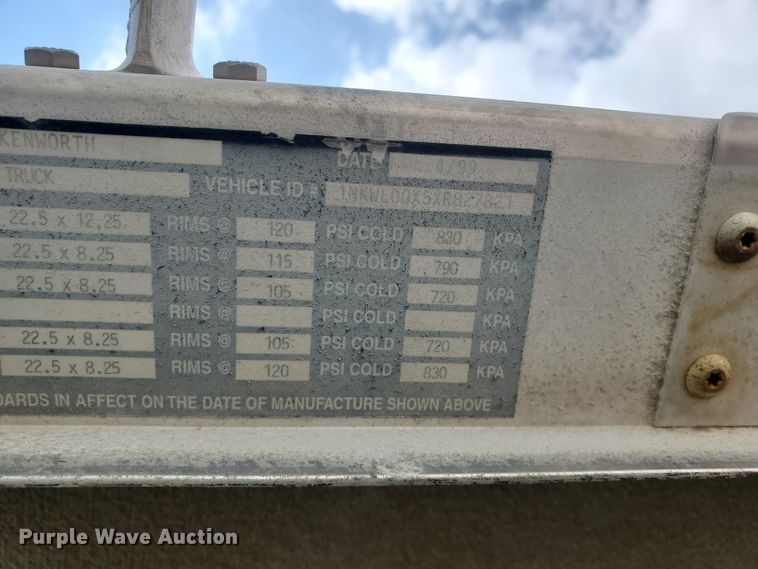 KENWORTH DATE 4/99
TRUCK VEHICLE ID # 1NKWL00X5XR827821
22.5 x 12.25 RIMS @ 120 PSI COLD 830 KPA
22.5 x 8.25 RIMS @ 115 PSI COLD 790 KPA
22.5 x 8.25 RIMS @ 105 PSI COLD 720 KPA
RIMS @ PSI COLD KPA
22.5 x 8.25 RIMS @ 105 PSI COLD 720 KPA
22.5 x 8.25 RIMS @ 120 PSI COLD 830 KPA
DARDS IN AFFECT ON THE DATE OF MANUFACTURE SHOWN ABOVE
Purple Wave Auction